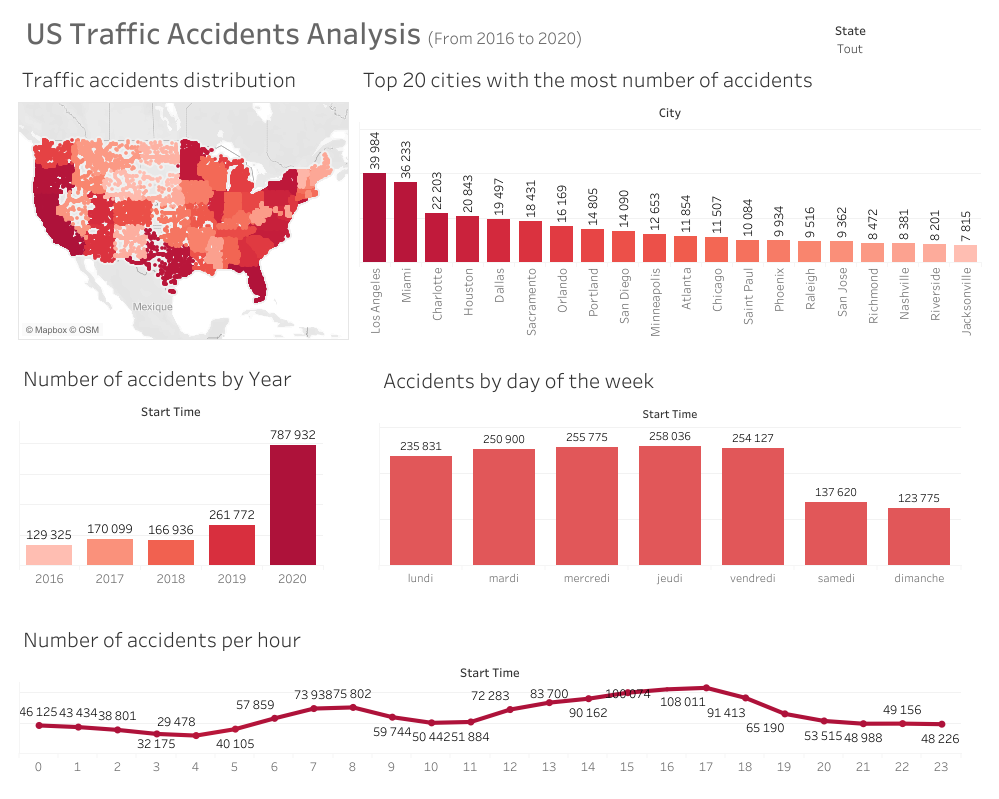 US Traffic Accidents Analysis (From 2016 to 2020)
State
Tout
Traffic accidents distribution
Mexique
© Mapbox © OSM
Top 20 cities with the most number of accidents
City
39 984
36 233
22 203
20 843
19 497
18 431
16 169
14 805
14 090
12 653
11 854
11 507
10 084
9 934
9 516
9 362
8 472
8 381
8 201
7 815
Los Angeles
Miami
Charlotte
Houston
Dallas
Sacramento
Orlando
Portland
San Diego
Minneapolis
Atlanta
Chicago
Saint Paul
Phoenix
Raleigh
San Jose
Richmond
Nashville
Riverside
Jacksonville
Number of accidents by Year
Start Time
129 325 170 099 166 936 261 772 787 932
2016 2017 2018 2019 2020
Accidents by day of the week
Start Time
235 831 250 900 255 775 258 036 254 127 137 620 123 775
lundi mardi mercredi jeudi vendredi samedi dimanche
Number of accidents per hour
Start Time
46 125 43 434 38 801 32 175 29 478 40 105 57 859 73 938 75 802 59 744 50 442 51 884 72 283 83 700 90 162 100 074 108 011 91 413 65 190 53 515 48 988 49 156 48 226
0 1 2 3 4 5 6 7 8 9 10 11 12 13 14 15 16 17 18 19 20 21 22 23